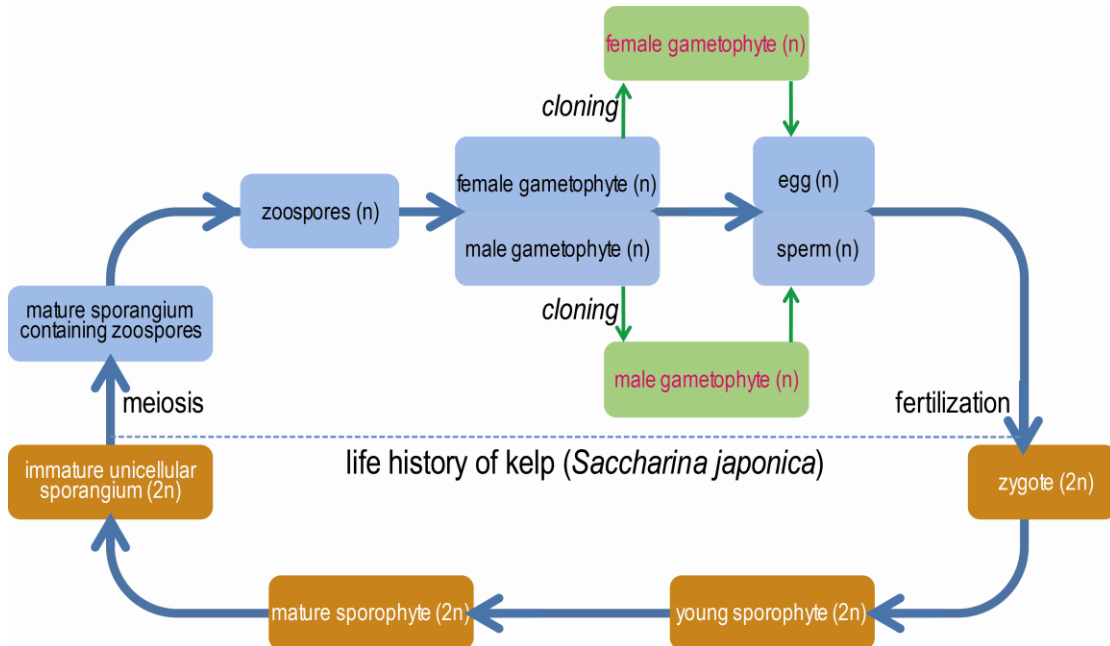 female gametophyte (n)
cloning
female gametophyte (n)
egg (n)
zoospores (n)
male gametophyte (n)
sperm (n)
mature sporangium
containing zoospores
cloning
male gametophyte (n)
meiosis
fertilization
life history of kelp (Saccharina japonica)
immature unicellular
sporangium (2n)
zygote (2n)
mature sporophyte (2n)
young sporophyte (2n)